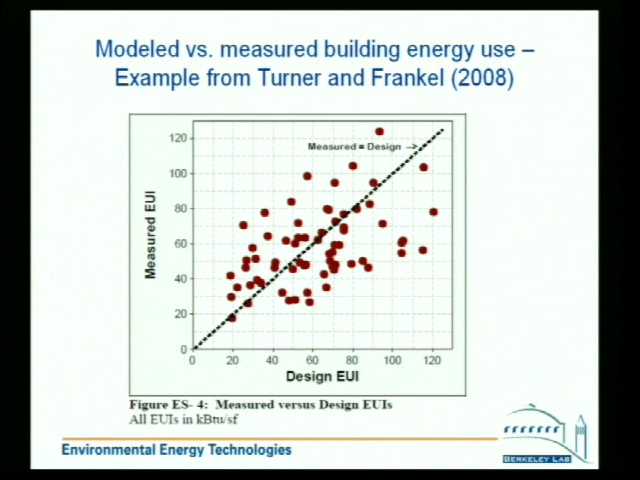 Modeled vs. measured building energy use –
Example from Turner and Frankel (2008)
Measured = Design
Measured EUI
120
100
80
60
40
20
0
0 20 40 60 80 100 120
Design EUI
Figure ES- 4: Measured versus Design EUIs
All EUIs in kBtu/sf
Environmental Energy Technologies
BERKELEY LAB